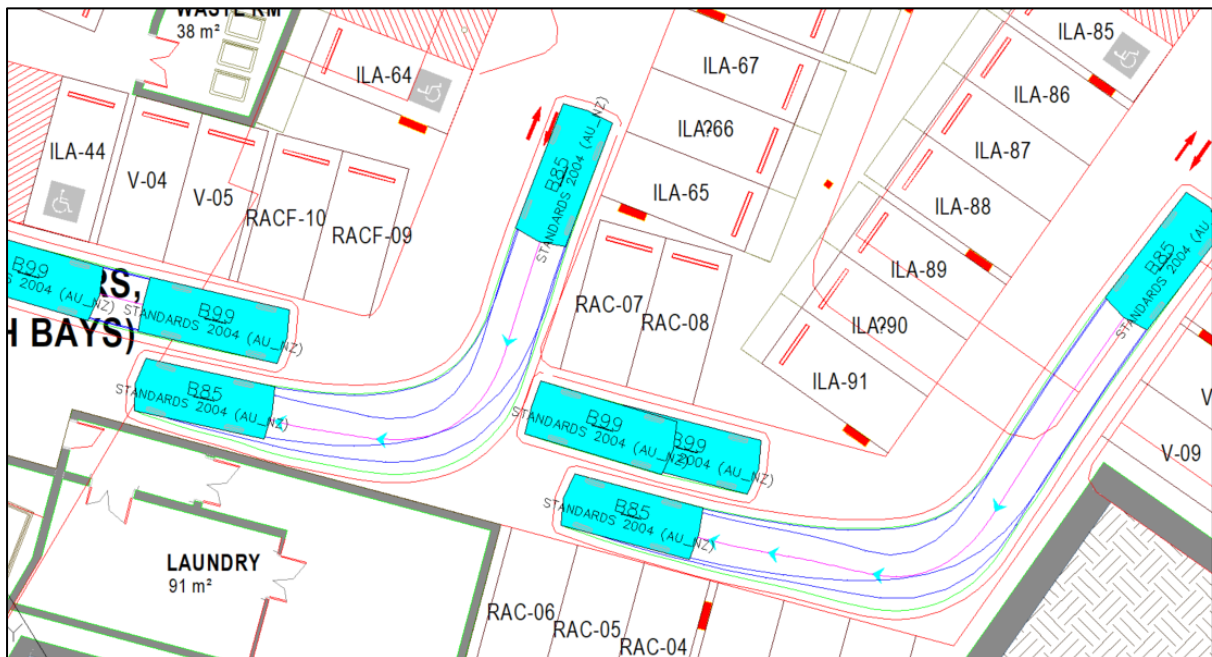 WASTE RM
38 m²
ILA-64
ILA-44
V-04
V-05
RACF-10
RACF-09
ILA-67
ILA-66
ILA-65
RAC-07
RAC-08
ILA-85
ILA-86
ILA-87
ILA-88
ILA-89
ILA-90
ILA-91
V-09
B85
STANDARDS 2004 (AU_NZ)
B85
STANDARDS 2004 (AU_
B99
DS 2004 (AU_NZ)
RS,
H BAYS)
B99
STANDARDS 2004 (AU_NZ)
B85
STANDARDS 2004 (AU_NZ)
B99
STANDARDS 2004 (AU_NZ)
B99
2004 (AU_NZ)
B85
STANDARDS 2004 (AU_NZ)
LAUNDRY
91 m²
RAC-06
RAC-05
RAC-04